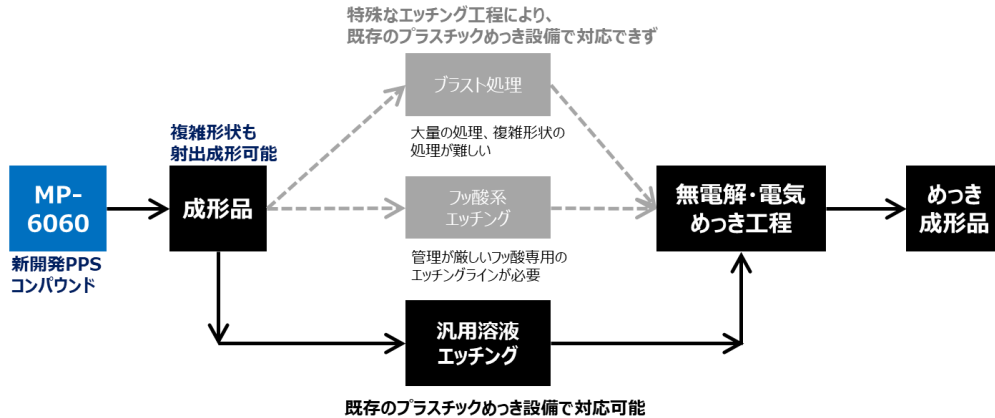 特殊なエッチング工程により、
既存のプラスチックめっき設備で対応できず
ブラスト処理
大量の処理、複雑形状の
処理が難しい
複雑形状も
射出成形可能
MP-
6060
新開発PPS
コンパウンド
成形品
フッ酸系
エッチング
管理が厳しいフッ酸専用の
エッチングラインが必要
無電解・電気
めっき工程
めっき
成形品
汎用溶液
エッチング
既存のプラスチックめっき設備で対応可能